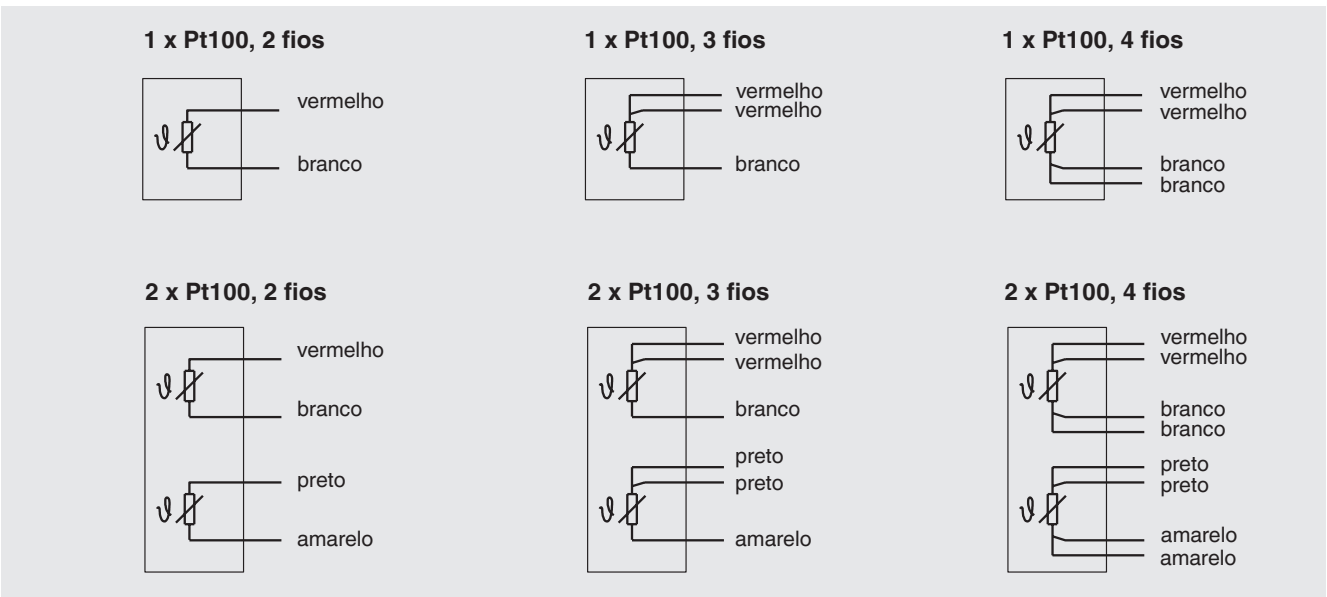 1 x Pt100, 2 fios
ϑ
vermelho
branco
1 x Pt100, 3 fios
ϑ
vermelho
vermelho
branco
1 x Pt100, 4 fios
ϑ
vermelho
vermelho
branco
branco
2 x Pt100, 2 fios
ϑ
vermelho
branco
ϑ
preto
amarelo
2 x Pt100, 3 fios
ϑ
vermelho
vermelho
branco
ϑ
preto
preto
amarelo
2 x Pt100, 4 fios
ϑ
vermelho
vermelho
branco
branco
ϑ
preto
preto
amarelo
amarelo